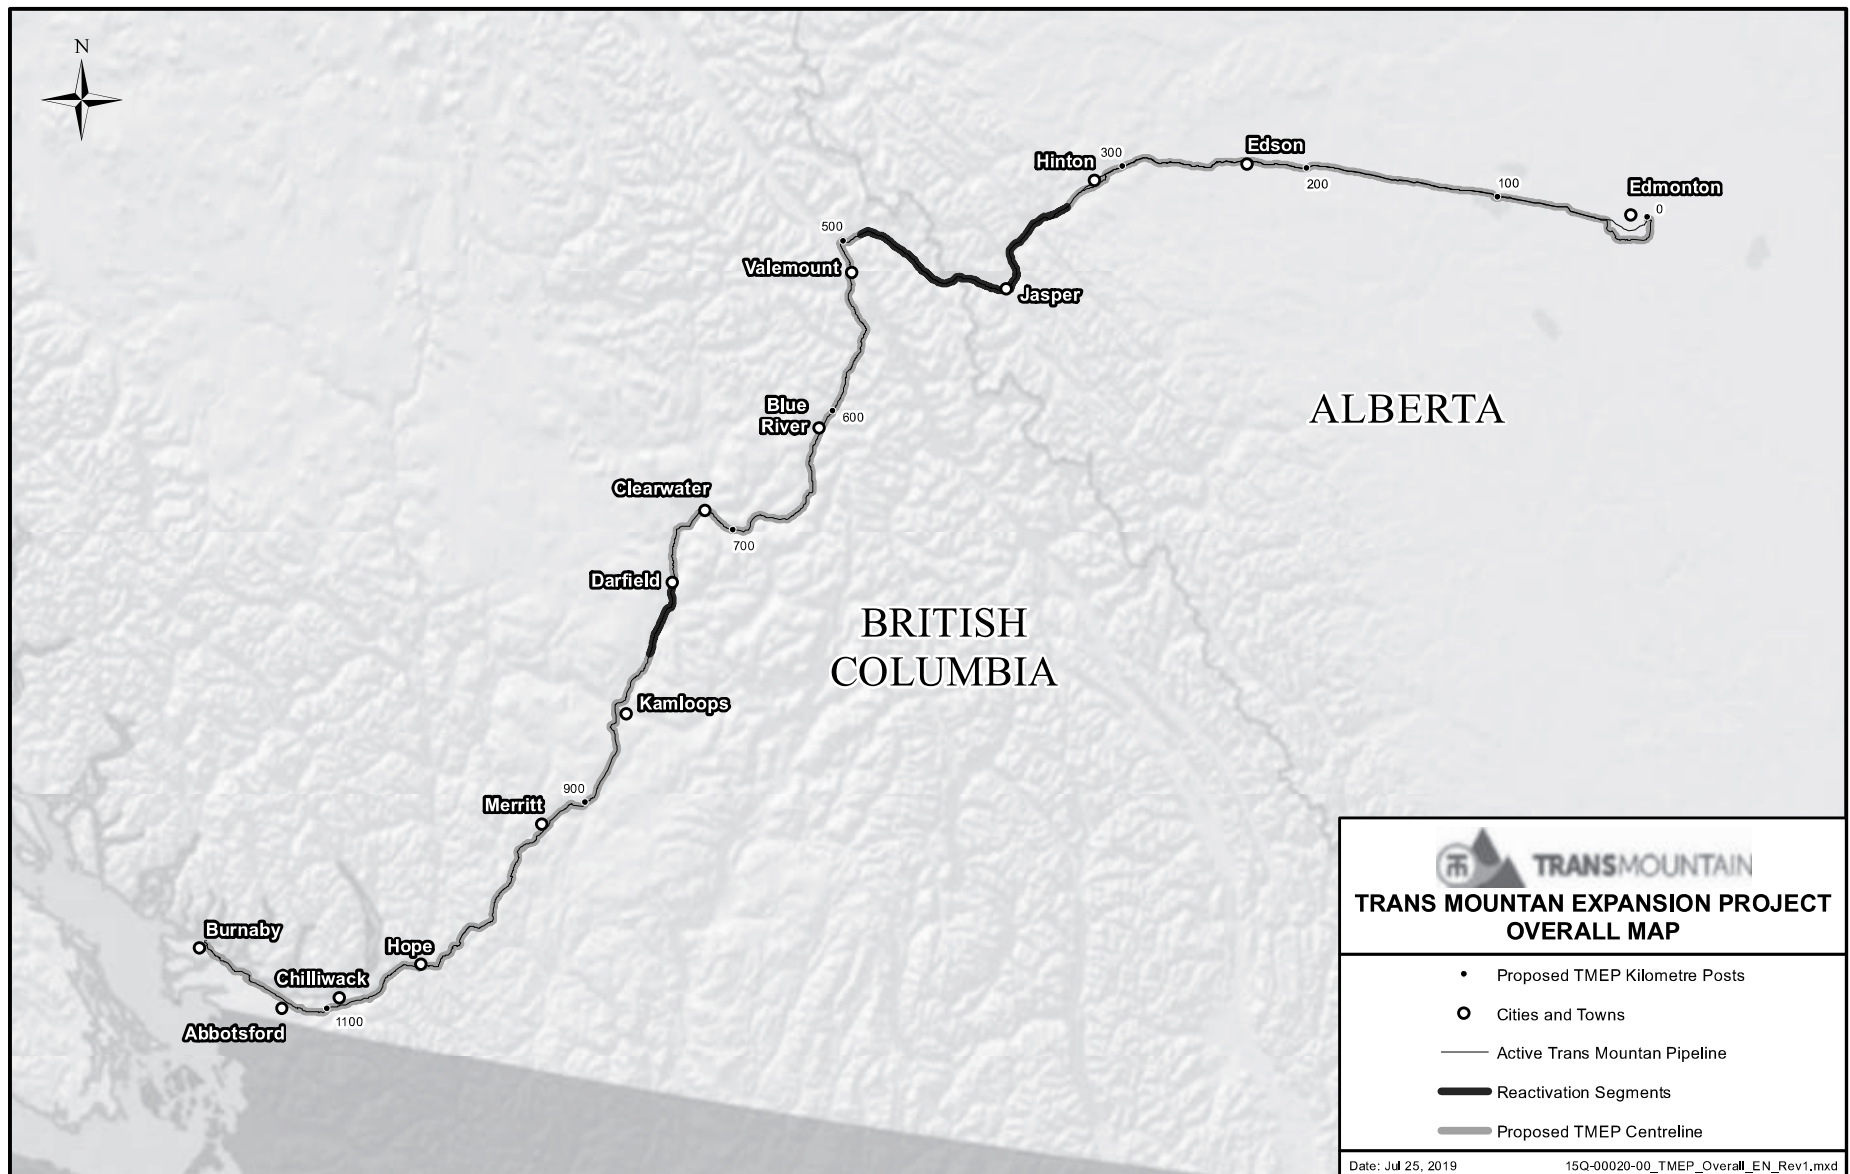 N
Hinton
300
Edson
200
100
Edmonton
0
500
Valemount
Jasper
ALBERTA
Blue
River
600
Clearwater
700
Darfield
BRITISH
COLUMBIA
Kamloops
900
Merritt
Burnaby
Hope
Chilliwack
Abbotsford
1100
TRANSMOUNTAIN
TRANS MOUNTAN EXPANSION PROJECT
OVERALL MAP
Proposed TMEP Kilometre Posts
Cities and Towns
Active Trans Mountan Pipeline
Reactivation Segments
Proposed TMEP Centreline
Date: Jul 25, 2019 15Q-00020-00_TMEP_Overall_EN_Rev1.mxd